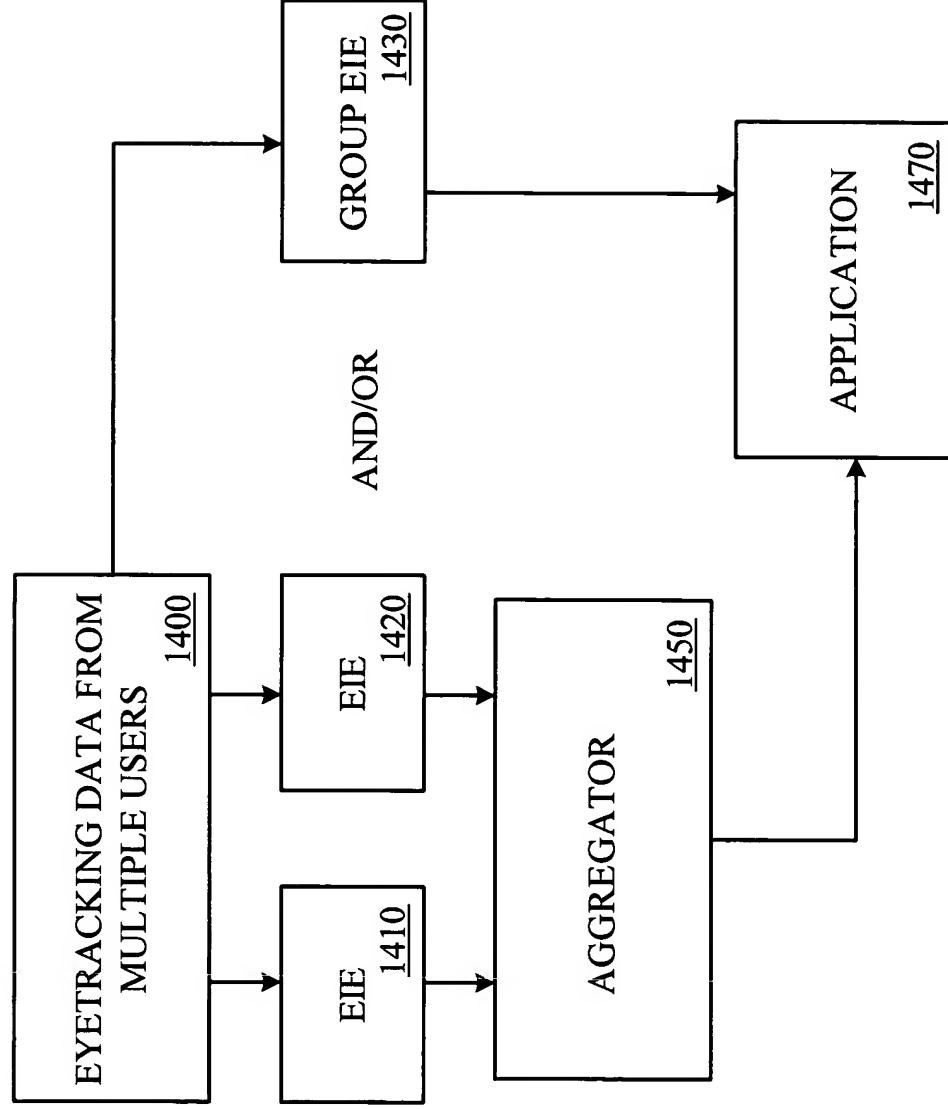 EYETRACKING DATA FROM
MULTIPLE USERS
1400
EIE
1410
EIE
1420
AND/OR
GROUP EIE
1430
AGGREGATOR
1450
APPLICATION
1470